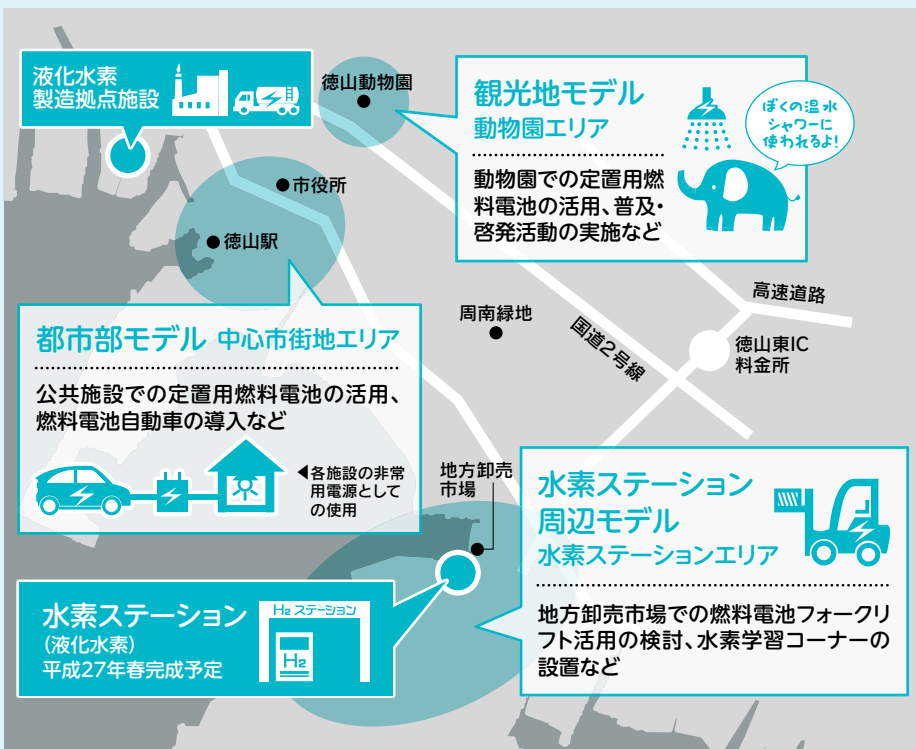 液化水素
製造拠点施設
徳山動物園
観光地モデル
動物園エリア
動物園での定置用燃
料電池の活用、普及・
啓発活動の実施など
ぼくの温水
シャワーに
使われるよ!
市役所
徳山駅
都市部モデル 中心市街地エリア
公共施設での定置用燃料電池の活用、
燃料電池自動車の導入など
◀各施設の非常
用電源として
の使用
周南緑地
国道2号線
高速道路
徳山東IC
料金所
地方卸売
市場
水素ステーション
周辺モデル
水素ステーションエリア
地方卸売市場での燃料電池フォークリ
フト活用の検討、水素学習コーナーの
設置など
水素ステーション
(液化水素)
平成27年春完成予定
H₂ ステーション
H₂